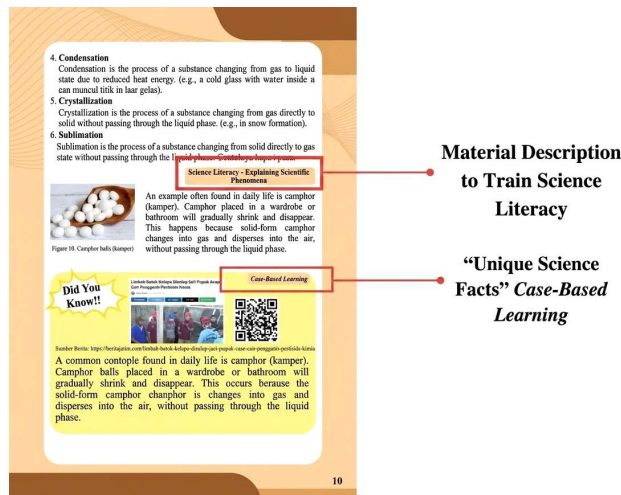 4. Condensation
Condensation is the process of a substance changing from gas to liquid
state due to reduced heat energy. (e.g., a cold glass with water inside a
can muncul titik in laar gelas).
5. Crystallization
Crystallization is the process of a substance changing from gas directly to
solid without passing through the liquid phase. (e.g., in snow formation).
6. Sublimation
Sublimation is the process of a substance changing from solid directly to gas
state without passing through the liquid phase.
Science Literacy - Explaining Scientific
Phenomena
An example often found in daily life is camphor
(kamper). Camphor placed in a wardrobe or
bathroom will gradually shrink and disappear.
This happens because solid-form camphor
changes into gas and disperses into the air,
without passing through the liquid phase.
Figure 10. Camphor balls (kamper)
Did You
Know!!
Case-Based Learning
A common contople found in daily life is camphor (kamper).
Camphor balls placed in a wardrobe or bathroom will
gradually shrink and disappear. This occurs berause the
solid-form camphor chanphor is changes into gas and
disperses into the air, without passing through the liquid
phase.
10
Material Description
to Train Science
Literacy
“Unique Science
Facts” Case-Based
Learning